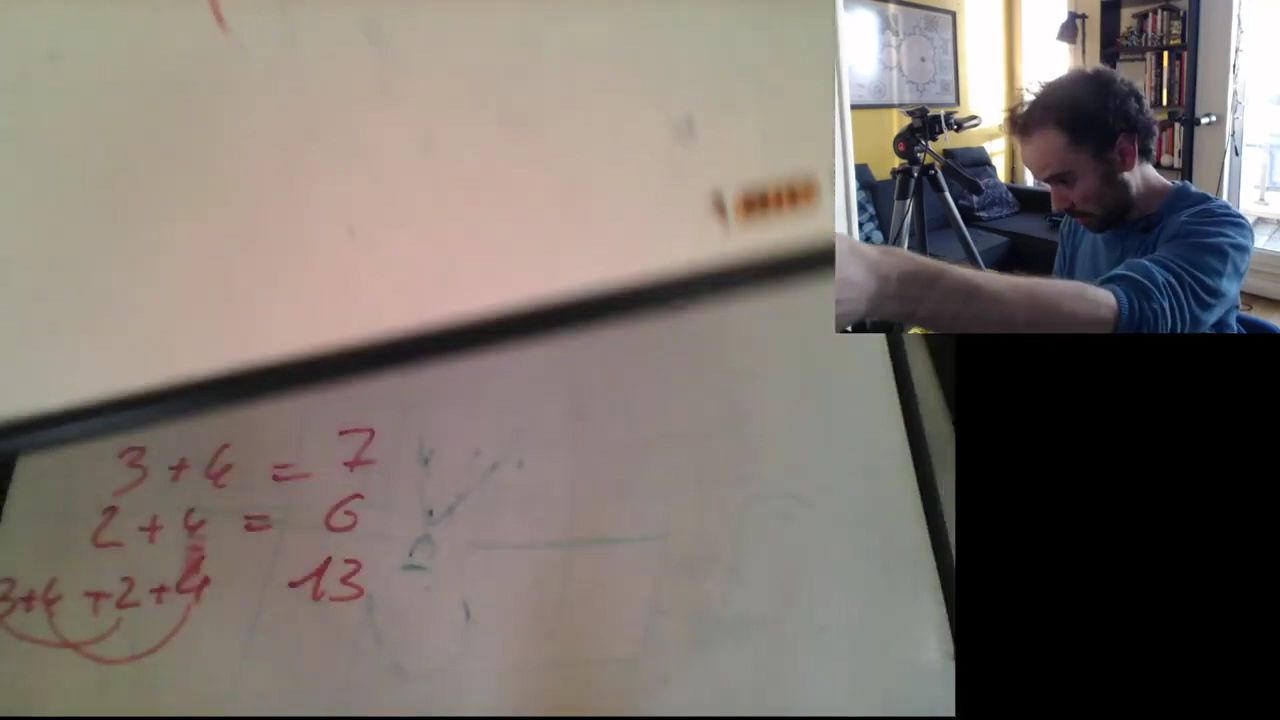 3+4 = 7
2+4 = 6
3+4+2+4 13